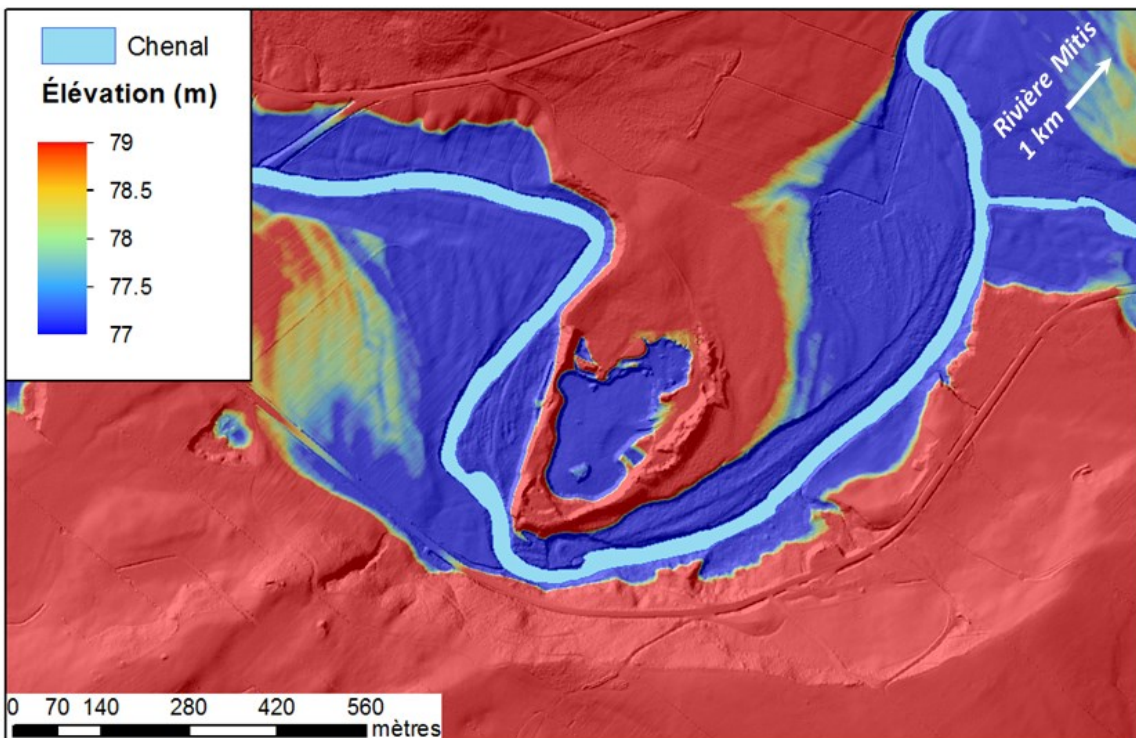 Chenal
Élévation (m)
79
78.5
78
77.5
77
Rivière Mitis
1 km
0 70 140 280 420 560
mètres